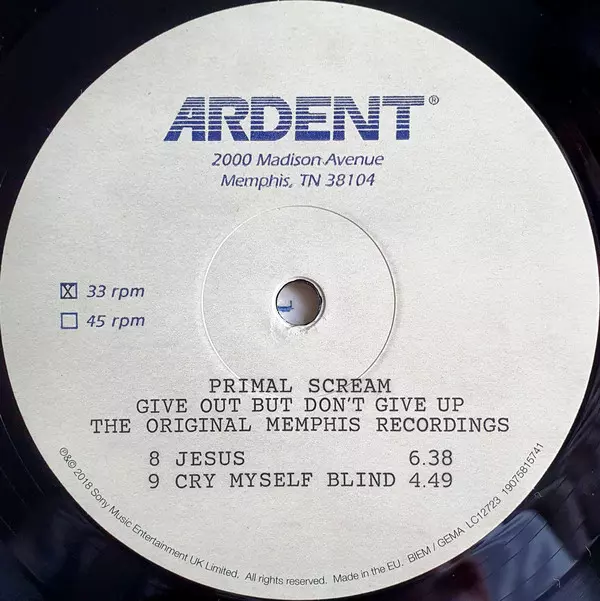 ARDENT®
2000 Madison Avenue
Memphis, TN 38104
X 33 rpm
45 rpm
PRIMAL SCREAM
GIVE OUT BUT DON'T GIVE UP
THE ORIGINAL MEMPHIS RECORDINGS
8 JESUS 6.38
9 CRY MYSELF BLIND 4.49
℗&© 2018 Sony Music Entertainment UK Limited. All rights reserved. Made in the EU. BIEM / GEMA LC12723 19075815741